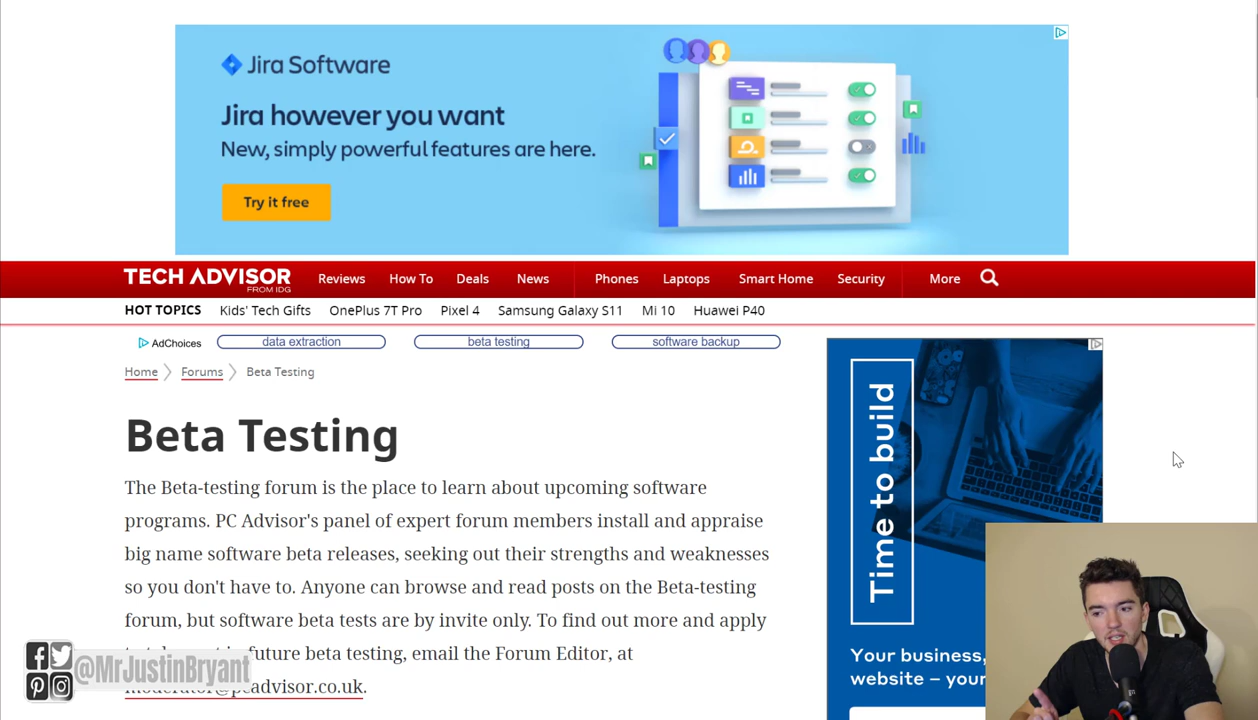 Jira Software
Jira however you want
New, simply powerful features are here.
Try it free
TECH ADVISOR
FROM IDG
Reviews How To Deals News Phones Laptops Smart Home Security More
HOT TOPICS Kids' Tech Gifts OnePlus 7T Pro Pixel 4 Samsung Galaxy S11 Mi 10 Huawei P40
AdChoices data extraction beta testing software backup
Home Forums Beta Testing
Beta Testing
The Beta-testing forum is the place to learn about upcoming software
programs. PC Advisor's panel of expert forum members install and appraise
big name software beta releases, seeking out their strengths and weaknesses
so you don't have to. Anyone can browse and read posts on the Beta-testing
forum, but software beta tests are by invite only. To find out more and apply
future beta testing, email the Forum Editor, at
moderator@pcadvisor.co.uk.
@MrJustinBryant
Time to build
Your business,
website – your